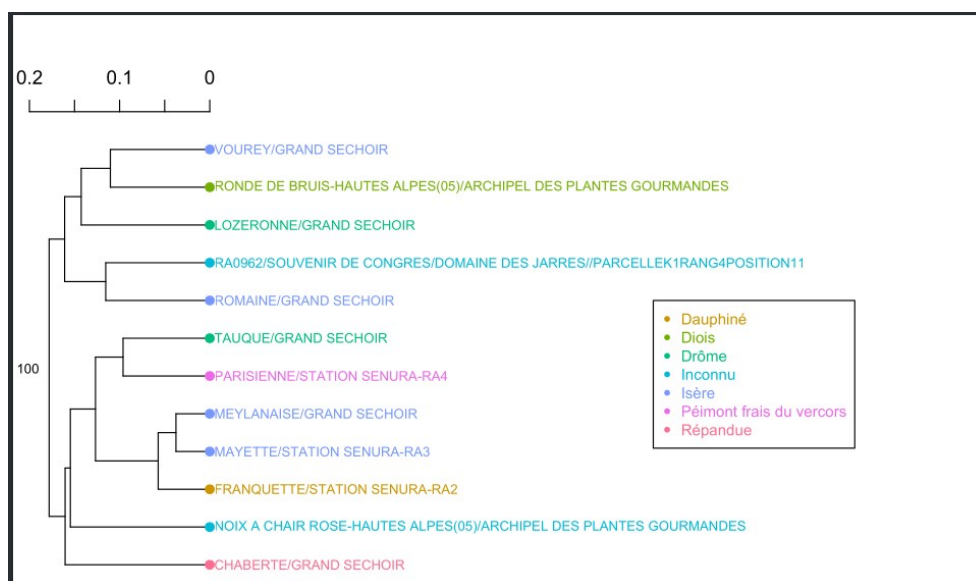 0.2 0.1 0
VOUREY/GRAND SECHOIR
RONDE DE BRUIS-HAUTES ALPES(05)/ARCHIPEL DES PLANTES GOURMANDES
LOZERONNE/GRAND SECHOIR
RA0962/SOUVENIR DE CONGRES/DOMAINE DES JARRES//PARCELLEK1RANG4POSITION11
ROMAINE/GRAND SECHOIR
TAUQUE/GRAND SECHOIR
100
PARISIENNE/STATION SENURA-RA4
MEYLANAISE/GRAND SECHOIR
MAYETTE/STATION SENURA-RA3
FRANQUETTE/STATION SENURA-RA2
NOIX A CHAIR ROSE-HAUTES ALPES(05)/ARCHIPEL DES PLANTES GOURMANDES
CHABERTE/GRAND SECHOIR
Dauphiné
Diois
Drôme
Inconnu
Isère
Péimont frais du vercors
Répandue